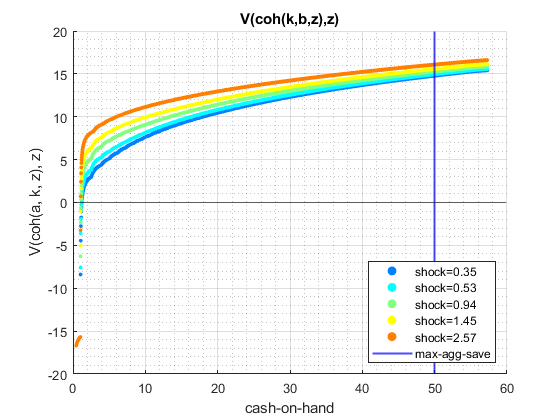 V(coh(k,b,z),z)
20
15
10
5
0
-5
-10
-15
-20
V(coh(a, k, z), z)
shock=0.35
shock=0.53
shock=0.94
shock=1.45
shock=2.57
max-agg-save
0 10 20 30 40 50 60
cash-on-hand